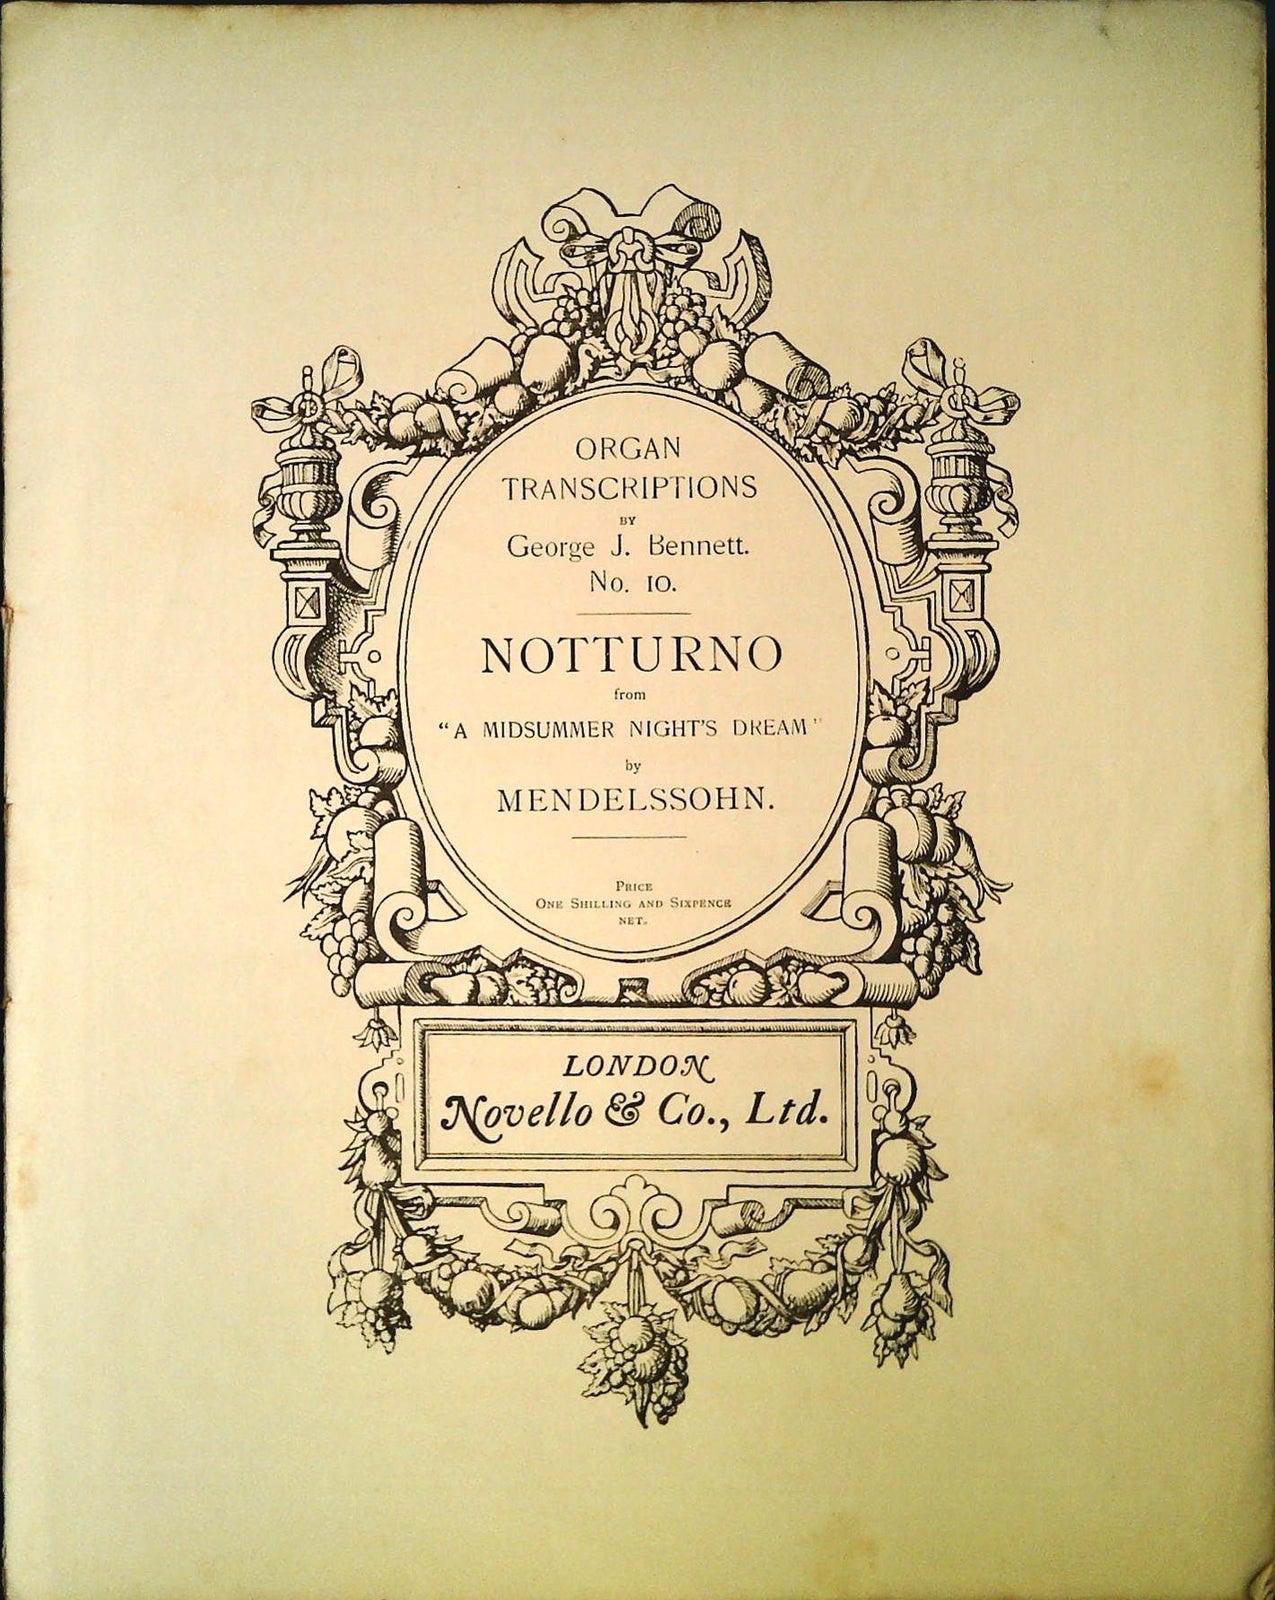 ORGAN
TRANSCRIPTIONS
BY
George J. Bennett.
No. 10.
NOTTURNO
from
"A MIDSUMMER NIGHT'S DREAM"
by
MENDELSSOHN.
PRICE
ONE SHILLING AND SIXPENCE
NET.
LONDON
Novello & Co., Ltd.